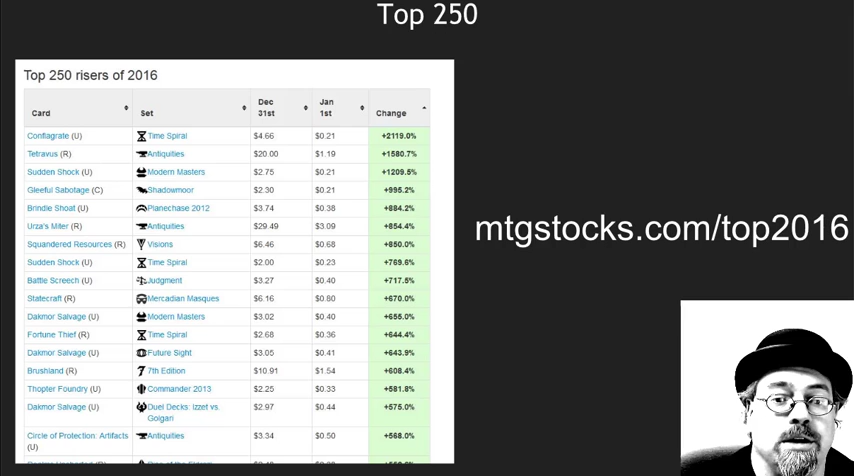 Top 250
Top 250 risers of 2016
Card Set Dec 31st Jan 1st Change
Conflagrate (U) Time Spiral $4.66 $0.21 +2119.0%
Tetravus (R) Antiquities $20.00 $1.19 +1580.7%
Sudden Shock (U) Modern Masters $2.75 $0.21 +1209.5%
Gleeful Sabotage (C) Shadowmoor $2.30 $0.21 +995.2%
Brindle Shoat (U) Planechase 2012 $3.74 $0.38 +884.2%
Urza's Miter (R) Antiquities $29.49 $3.09 +854.4%
Squandered Resources (R) Visions $6.46 $0.68 +850.0%
Sudden Shock (U) Time Spiral $2.00 $0.23 +769.6%
Battle Screech (U) Judgment $3.27 $0.40 +717.5%
Statecraft (R) Mercadian Masques $6.16 $0.80 +670.0%
Dakmor Salvage (U) Modern Masters $3.02 $0.40 +655.0%
Fortune Thief (R) Time Spiral $2.68 $0.36 +644.4%
Dakmor Salvage (U) Future Sight $3.05 $0.41 +643.9%
Brushland (R) 7th Edition $10.91 $1.54 +608.4%
Thopter Foundry (U) Commander 2013 $2.25 $0.33 +581.8%
Dakmor Salvage (U) Duel Decks: Izzet vs. Golgari $2.97 $0.44 +575.0%
Circle of Protection: Artifacts (U) Antiquities $3.34 $0.50 +568.0%
mtgstocks.com/top2016